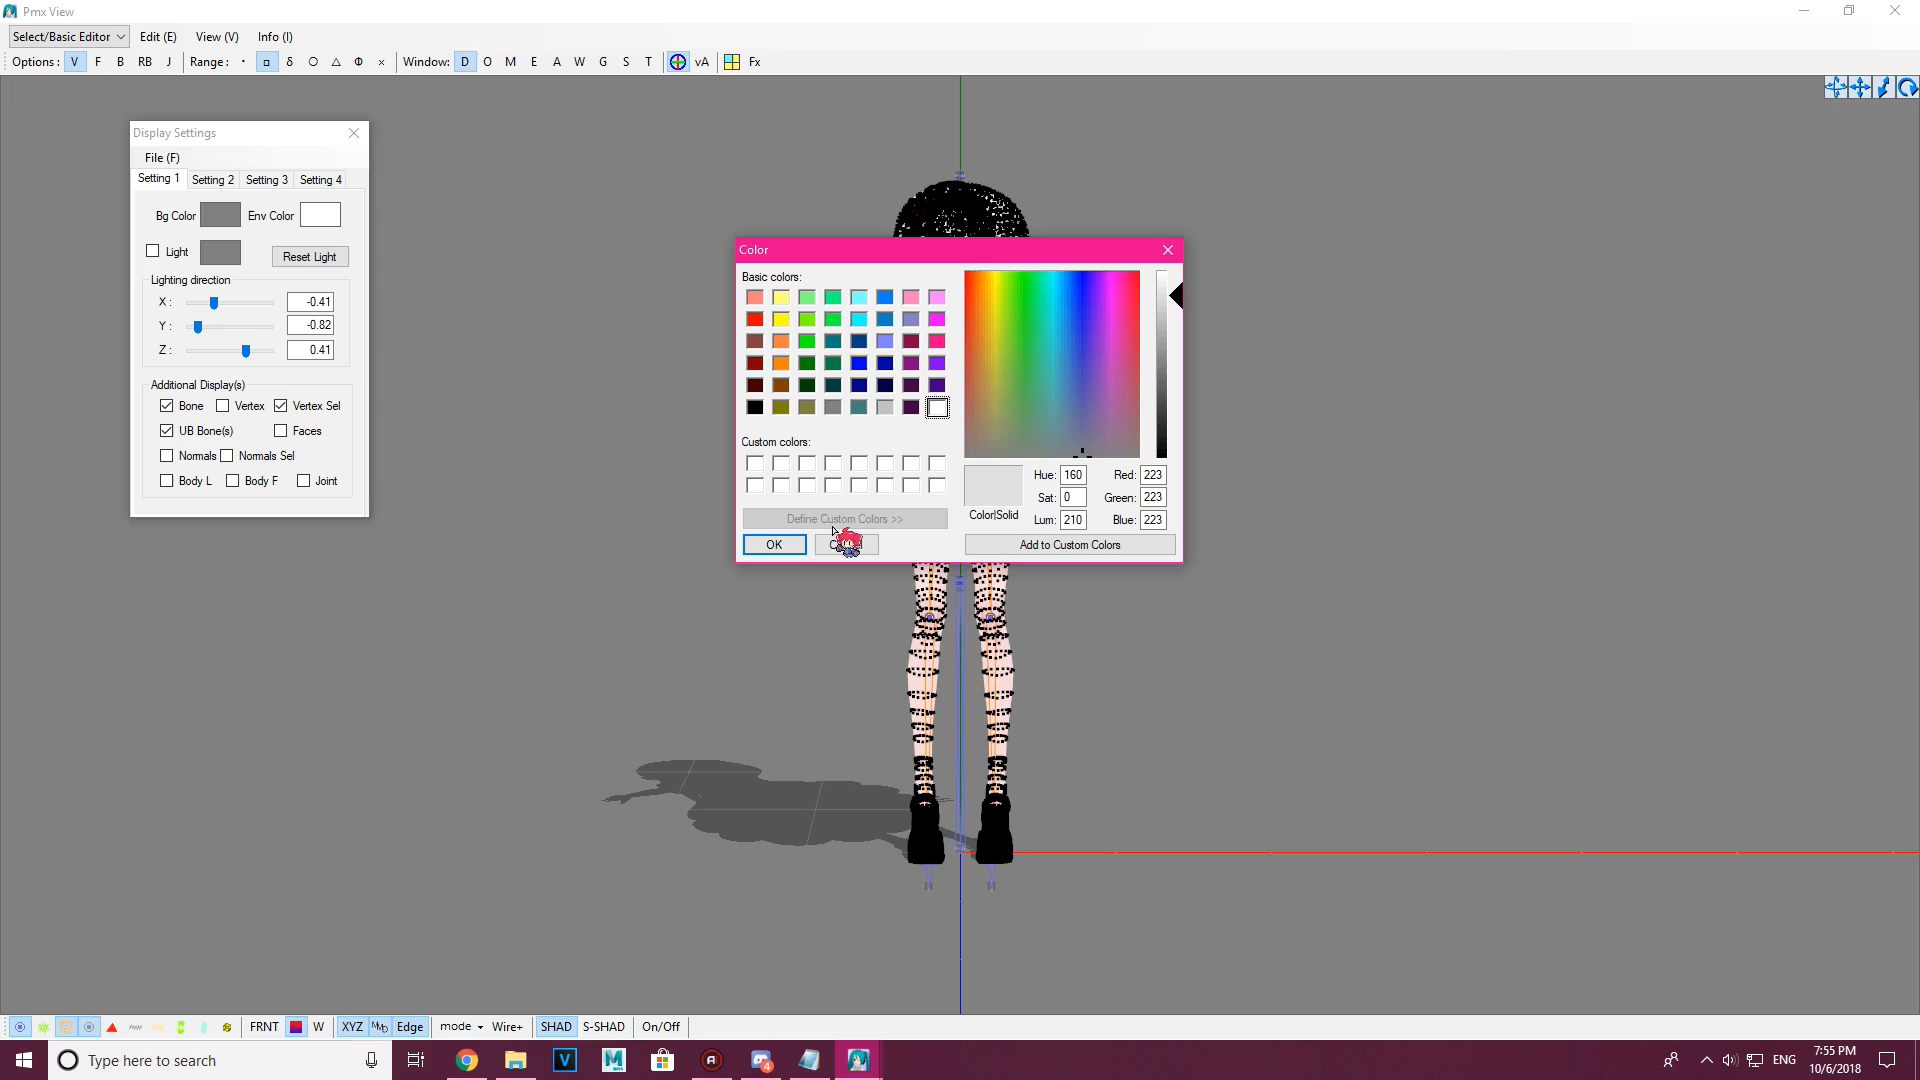 Pmx View
Select/Basic Editor Edit (E) View (V) Info (I)
Options: V F B RB J Range: · □ δ O △ Φ × Window: D O M E A W G S T vA Fx
Display Settings
File (F)
Setting 1 Setting 2 Setting 3 Setting 4
Bg Color Env Color
Light Reset Light
Lighting direction
X: -0.41
Y: -0.82
Z: 0.41
Additional Display(s)
Bone Vertex Vertex Sel
UB Bone(s) Faces
Normals Normals Sel
Body L Body F Joint
Color
Basic colors:
Custom colors:
Define Custom Colors >>
OK
Color|Solid
Hue: 160 Red: 223
Sat: 0 Green: 223
Lum: 210 Blue: 223
Add to Custom Colors
FRNT W XYZ Edge mode Wire+ SHAD S-SHAD On/Off
Type here to search
ENG
7:55 PM
10/6/2018